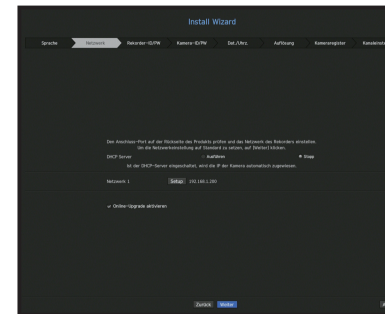 Install Wizard
Sprache Netzwerk Rekorder-ID/PW Kamera-ID/PW Dat./Uhrz. Auflösung Kameraregister
Den Anschluss-Port auf der Rückseite des Produkts prüfen und das Netzwerk des Rekorders einstellen.
Um die Netzwerkeinstellung auf Standard zu setzen, auf [Weiter] klicken.
DHCP Server Ausführen Stopp
Ist der DHCP-Server eingeschaltet, wird die IP der Kamera automatisch zugewiesen.
Netzwerk 1 Setup 192.168.1.200
Online-Upgrade aktivieren
Zurück Weiter